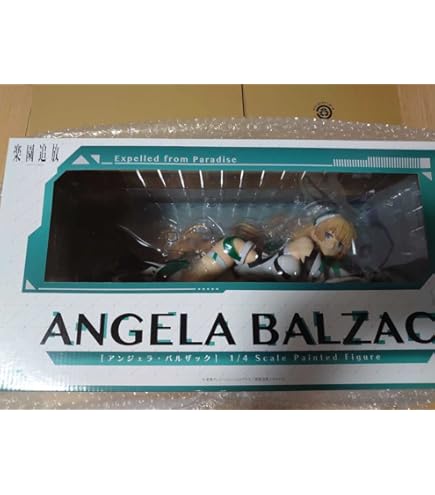 楽園追放
Expelled from Paradise
ANGELA BALZAC
[アンジェラ・バルザック] 1/4 Scale Painted Figure